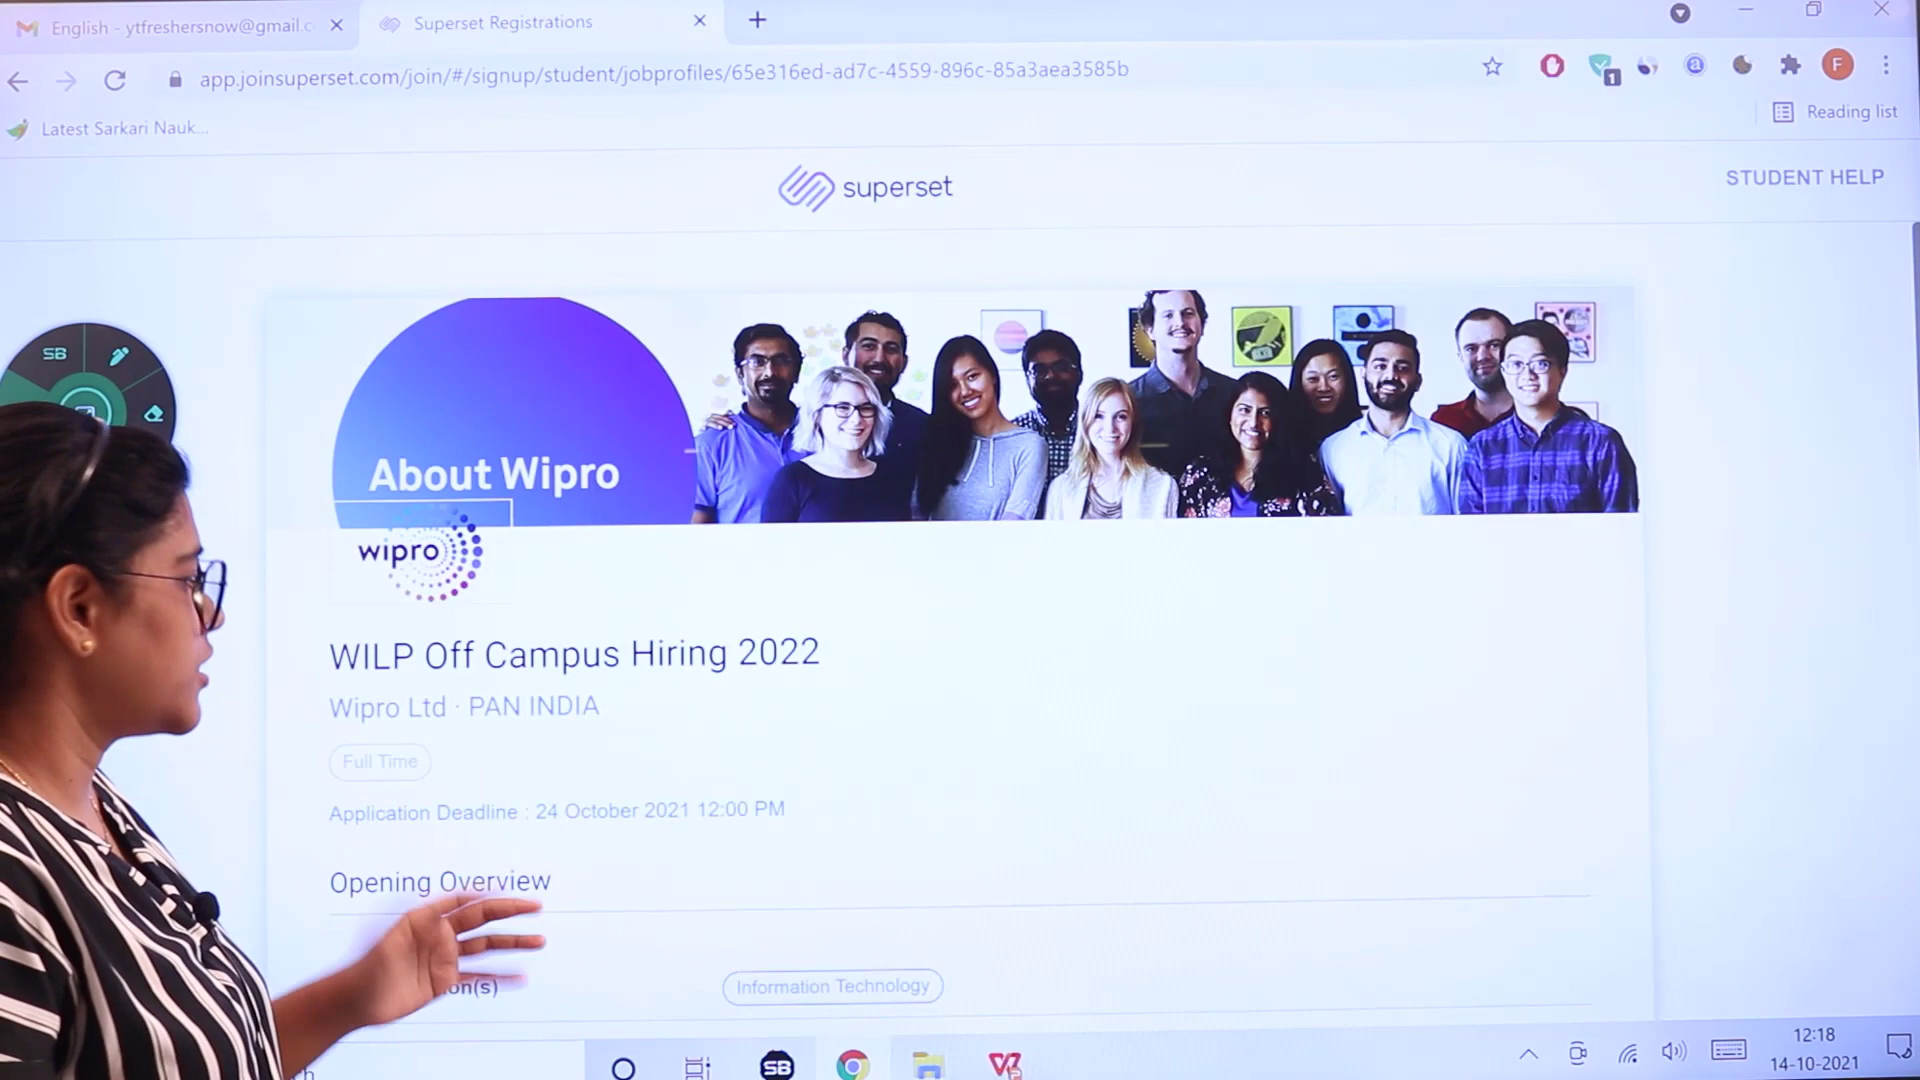 English - ytfreshersnow@gmail.c
Superset Registrations
app.joinsuperset.com/join/#/signup/student/jobprofiles/65e316ed-ad7c-4559-896c-85a3aea3585b
1
a
F
Latest Sarkari Nauk...
Reading list
superset
STUDENT HELP
SB
About Wipro
wipro
WILP Off Campus Hiring 2022
Wipro Ltd · PAN INDIA
Full Time
Application Deadline : 24 October 2021 12:00 PM
Opening Overview
on(s)
Information Technology
h
SB
12:18
14-10-2021